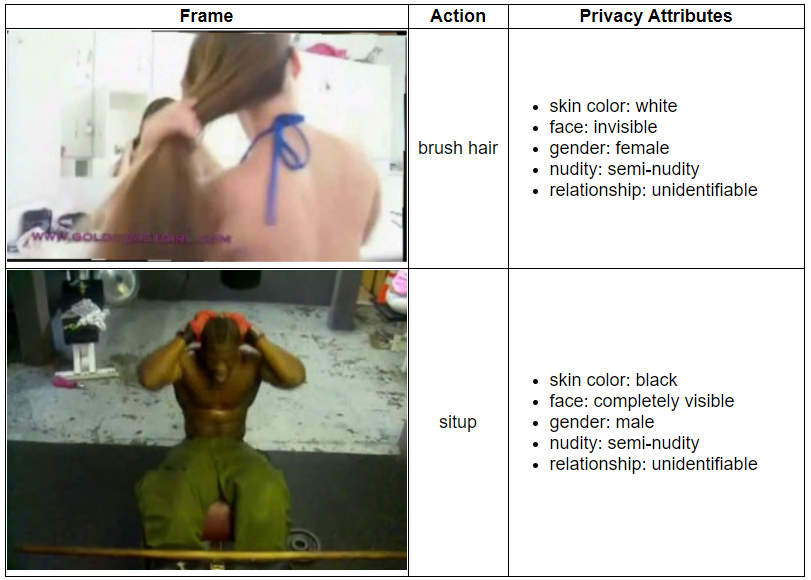 Frame Action Privacy Attributes
brush hair
• skin color: white
• face: invisible
• gender: female
• nudity: semi-nudity
• relationship: unidentifiable
situp
• skin color: black
• face: completely visible
• gender: male
• nudity: semi-nudity
• relationship: unidentifiable